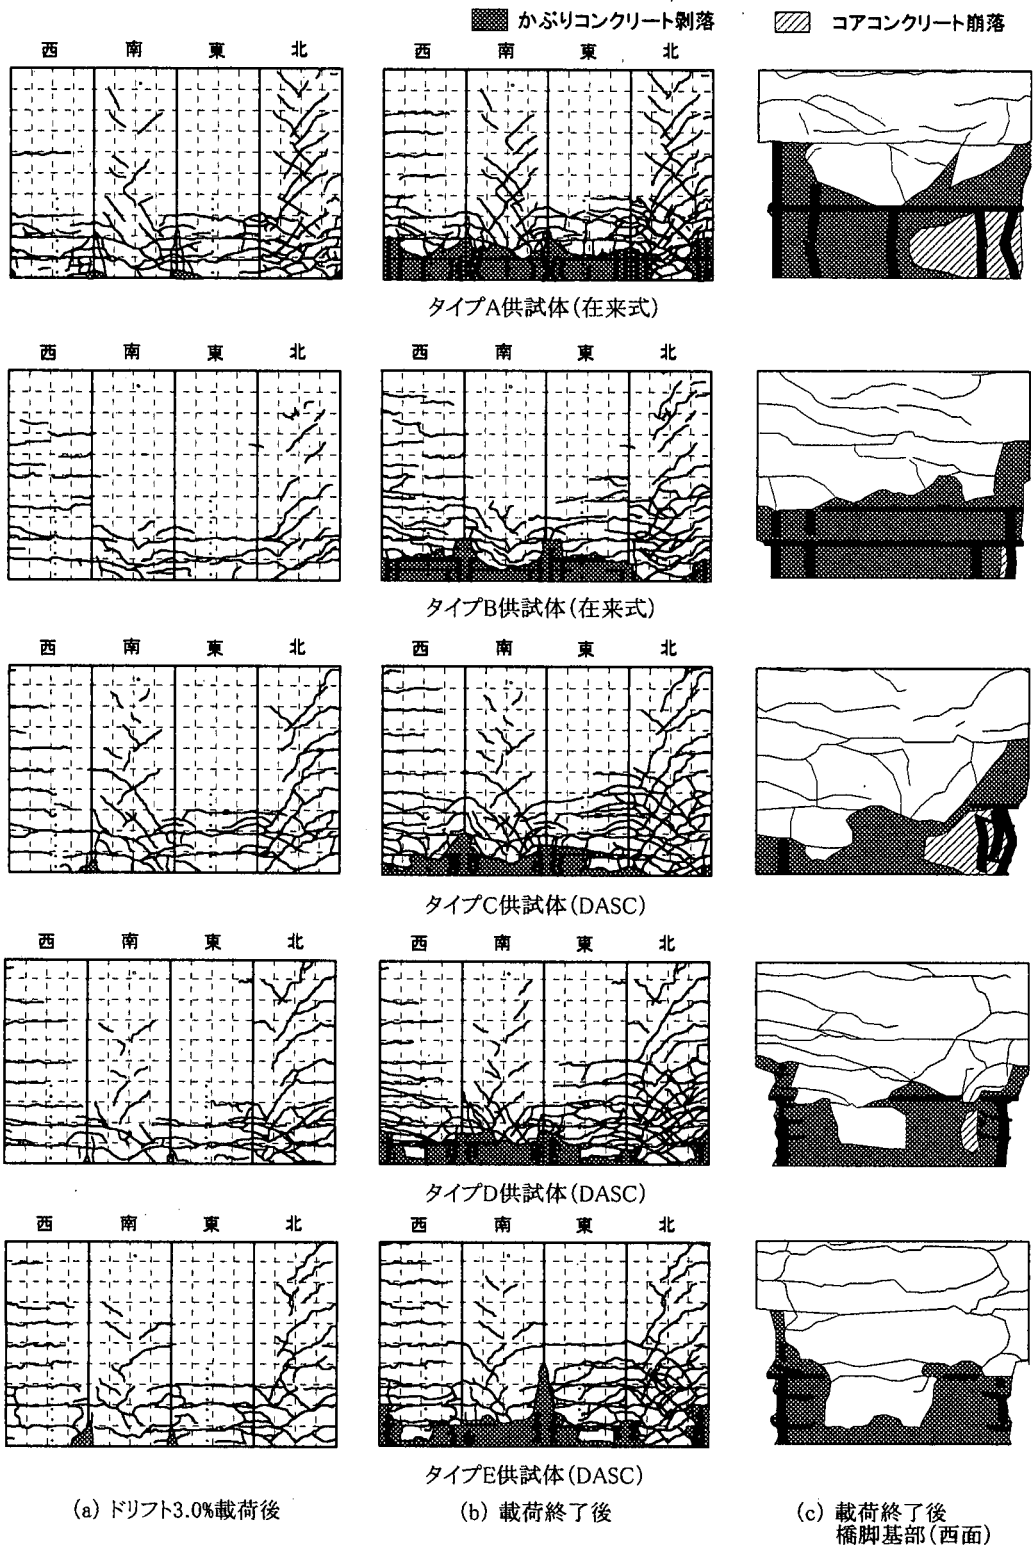 かぶりコンクリート剥落 コアコンクリート崩落
西 南 東 北 西 南 東 北
タイプA供試体(在来式)
西 南 東 北 西 南 東 北
タイプB供試体(在来式)
西 南 東 北 西 南 東 北
タイプC供試体(DASC)
西 南 東 北 西 南 東 北
タイプD供試体(DASC)
西 南 東 北 西 南 東 北
タイプE供試体(DASC)
(a) ドリフト3.0%載荷後 (b) 載荷終了後 (c) 載荷終了後
橋脚基部(西面)